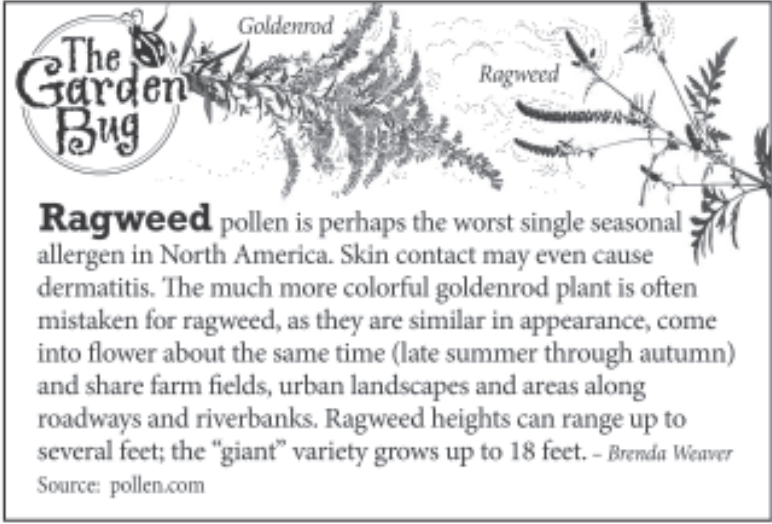 The
Garden
Bug
Goldenrod
Ragweed
Ragweed pollen is perhaps the worst single seasonal
allergen in North America. Skin contact may even cause
dermatitis. The much more colorful goldenrod plant is often
mistaken for ragweed, as they are similar in appearance, come
into flower about the same time (late summer through autumn)
and share farm fields, urban landscapes and areas along
roadways and riverbanks. Ragweed heights can range up to
several feet; the “giant” variety grows up to 18 feet. – Brenda Weaver
Source: pollen.com